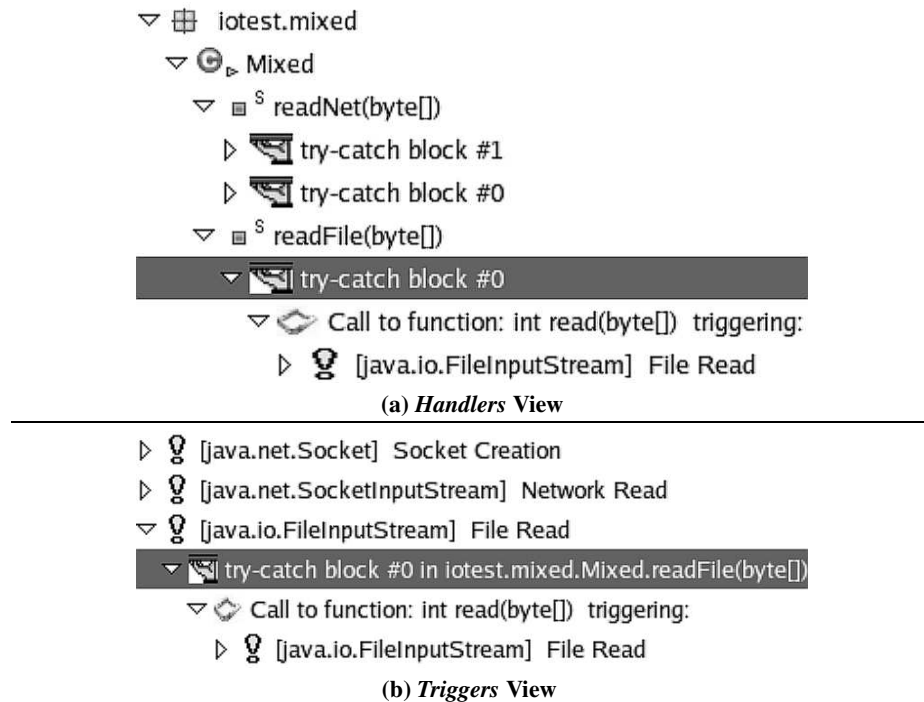 iotest.mixed
Mixed
S readNet(byte[])
try-catch block #1
try-catch block #0
S readFile(byte[])
try-catch block #0
Call to function: int read(byte[]) triggering:
[java.io.FileInputStream] File Read
(a) Handlers View
[java.net.Socket] Socket Creation
[java.net.SocketInputStream] Network Read
[java.io.FileInputStream] File Read
try-catch block #0 in iotest.mixed.Mixed.readFile(byte[])
Call to function: int read(byte[]) triggering:
[java.io.FileInputStream] File Read
(b) Triggers View